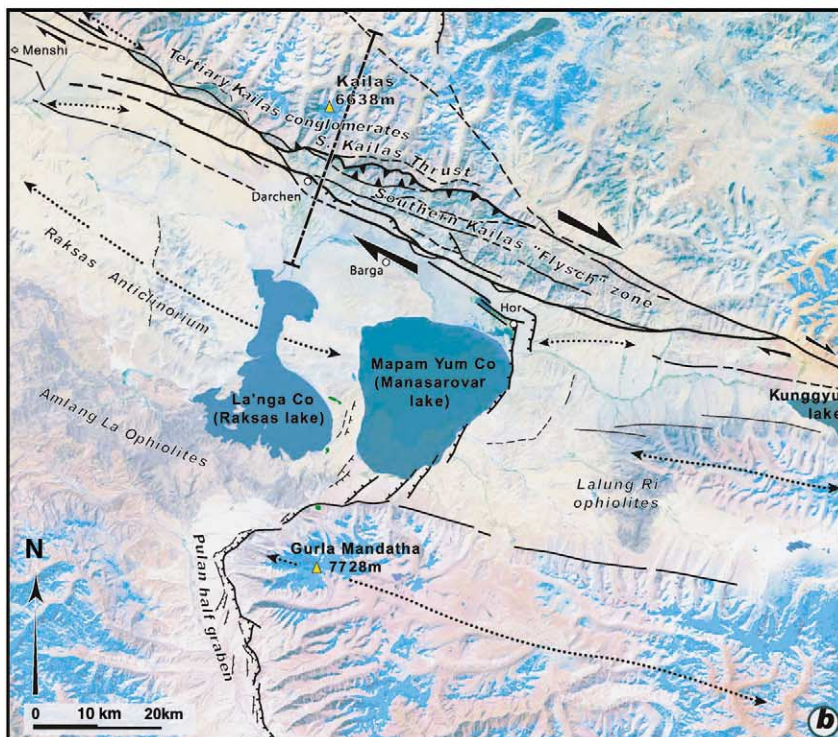 Menshi
Kailas
6638m
Tertiary Kailas conglomerates
S. Kailas Thrust
Darchen
Southern Kailas "Flysch" zone
Raksas Anticlinorium
Barga
Hor
Mapam Yum Co
(Manasarovar
lake)
La'nga Co
(Raksas lake)
Kunggyu
lake
Amlang La Ophiolites
Lalung Ri
ophiolites
Gurla Mandatha
7728m
Pulan half graben
N
0 10 km 20km
b